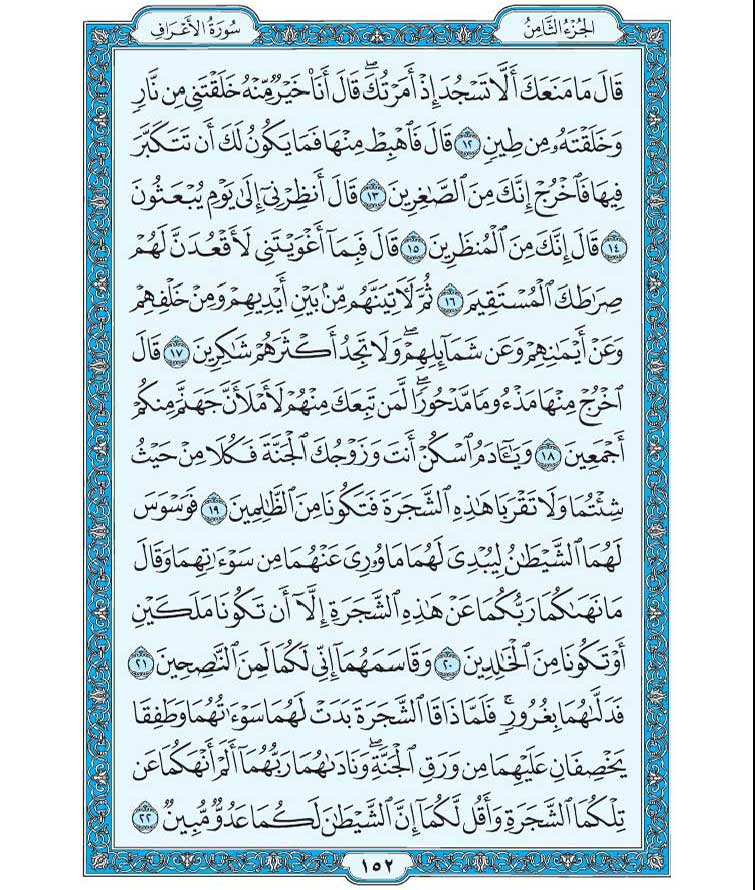 الجُزْءُ الثَّامِنُ
سُورَةُ الأَعْرَافِ
قَالَ مَا مَنَعَكَ أَلَّا تَسْجُدَ إِذْ أَمَرْتُكَۖ قَالَ أَنَا۠ خَيْرٌ مِّنْهُ خَلَقْتَنِي مِن نَّارٍ
وَخَلَقْتَهُۥ مِن طِينٍ ١٢ قَالَ فَٱهْبِطْ مِنْهَا فَمَا يَكُونُ لَكَ أَن تَتَكَبَّرَ
فِيهَا فَٱخْرُجْ إِنَّكَ مِنَ ٱلصَّٰغِرِينَ ١٣ قَالَ أَنظِرْنِيٓ إِلَىٰ يَوْمِ يُبْعَثُونَ
١٤ قَالَ إِنَّكَ مِنَ ٱلْمُنظَرِينَ ١٥ قَالَ فَبِمَآ أَغْوَيْتَنِي لَأَقْعُدَنَّ لَهُمْ
صِرَٰطَكَ ٱلْمُسْتَقِيمَ ١٦ ثُمَّ لَأٓتِيَنَّهُم مِّنۢ بَيْنِ أَيْدِيهِمْ وَمِنْ خَلْفِهِمْ
وَعَنْ أَيْمَٰنِهِمْ وَعَن شَمَآئِلِهِمْۖ وَلَا تَجِدُ أَكْثَرَهُمْ شَٰكِرِينَ ١٧ قَالَ
ٱخْرُجْ مِنْهَا مَذْءُومًا مَّدْحُورًاۖ لَّمَن تَبِعَكَ مِنْهُمْ لَأَمْلَأَنَّ جَهَنَّمَ مِنكُمْ
أَجْمَعِينَ ١٨ وَيَٰٓـَٔادَمُ ٱسْكُنْ أَنتَ وَزَوْجُكَ ٱلْجَنَّةَ فَكُلَا مِنْ حَيْثُ
شِئْتُمَا وَلَا تَقْرَبَا هَٰذِهِ ٱلشَّجَرَةَ فَتَكُونَا مِنَ ٱلظَّٰلِمِينَ ١٩ فَوَسْوَسَ
لَهُمَا ٱلشَّيْطَٰنُ لِيُبْدِيَ لَهُمَا مَا وُۥرِيَ عَنْهُمَا مِن سَوْءَٰتِهِمَا وَقَالَ
مَا نَهَىٰكُمَا رَبُّكُمَا عَنْ هَٰذِهِ ٱلشَّجَرَةِ إِلَّآ أَن تَكُونَا مَلَكَيْنِ
أَوْ تَكُونَا مِنَ ٱلْخَٰلِدِينَ ٢٠ وَقَاسَمَهُمَآ إِنِّي لَكُمَا لَمِنَ ٱلنَّٰصِحِينَ ٢١
فَدَلَّىٰهُمَا بِغُرُورٍۚ فَلَمَّا ذَاقَا ٱلشَّجَرَةَ بَدَتْ لَهُمَا سَوْءَٰتُهُمَا وَطَفِقَا
يَخْصِفَانِ عَلَيْهِمَا مِن وَرَقِ ٱلْجَنَّةِۖ وَنَادَىٰهُمَا رَبُّهُمَآ أَلَمْ أَنْهَكُمَا عَن
تِلْكُمَا ٱلشَّجَرَةِ وَأَقُل لَّكُمَآ إِنَّ ٱلشَّيْطَٰنَ لَكُمَا عَدُوٌّ مُّبِينٌ ٢٢
١٥٢